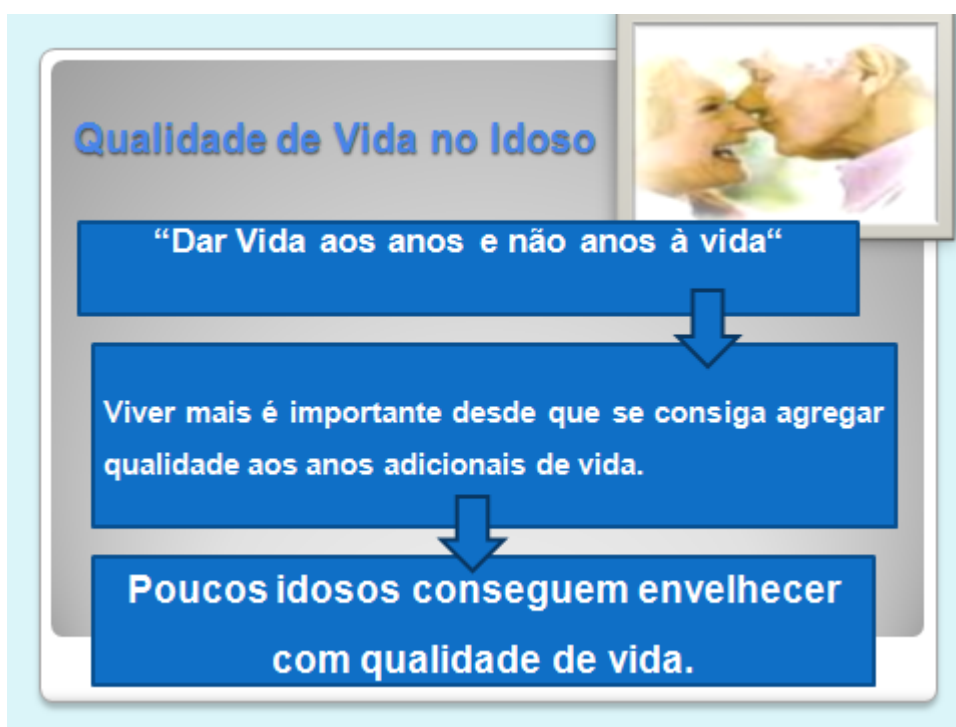 Qualidade de Vida no Idoso
“Dar Vida aos anos e não anos à vida“
Viver mais é importante desde que se consiga agregar
qualidade aos anos adicionais de vida.
Poucos idosos conseguem envelhecer
com qualidade de vida.